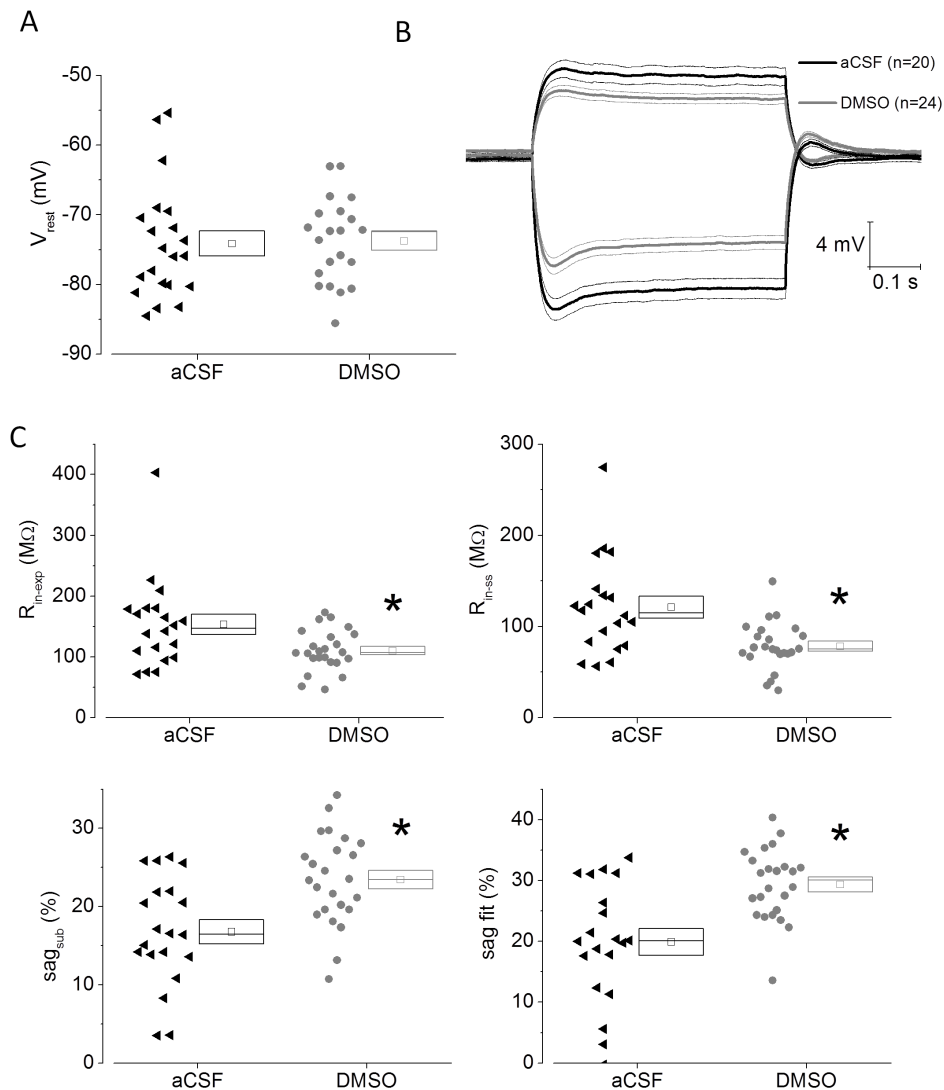 A
B
-50
-60
-70
-80
-90
Vrest (mV)
aCSF
DMSO
aCSF (n=20)
DMSO (n=24)
4 mV
0.1 s
C
400
300
200
100
0
Rin-exp (MΩ)
*
aCSF
DMSO
300
200
100
0
Rin-ss (MΩ)
*
aCSF
DMSO
30
20
10
0
sagsub (%)
*
aCSF
DMSO
40
30
20
10
0
sag fit (%)
*
aCSF
DMSO